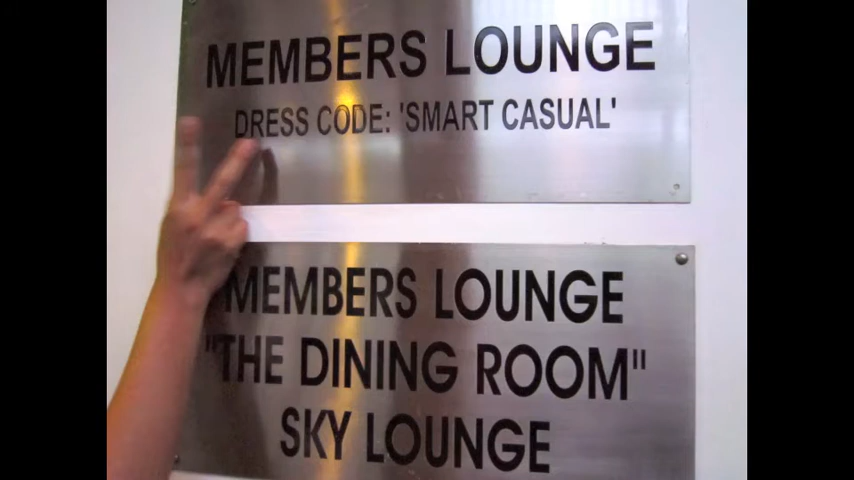 MEMBERS LOUNGE
DRESS CODE: 'SMART CASUAL'
MEMBERS LOUNGE
"THE DINING ROOM"
SKY LOUNGE